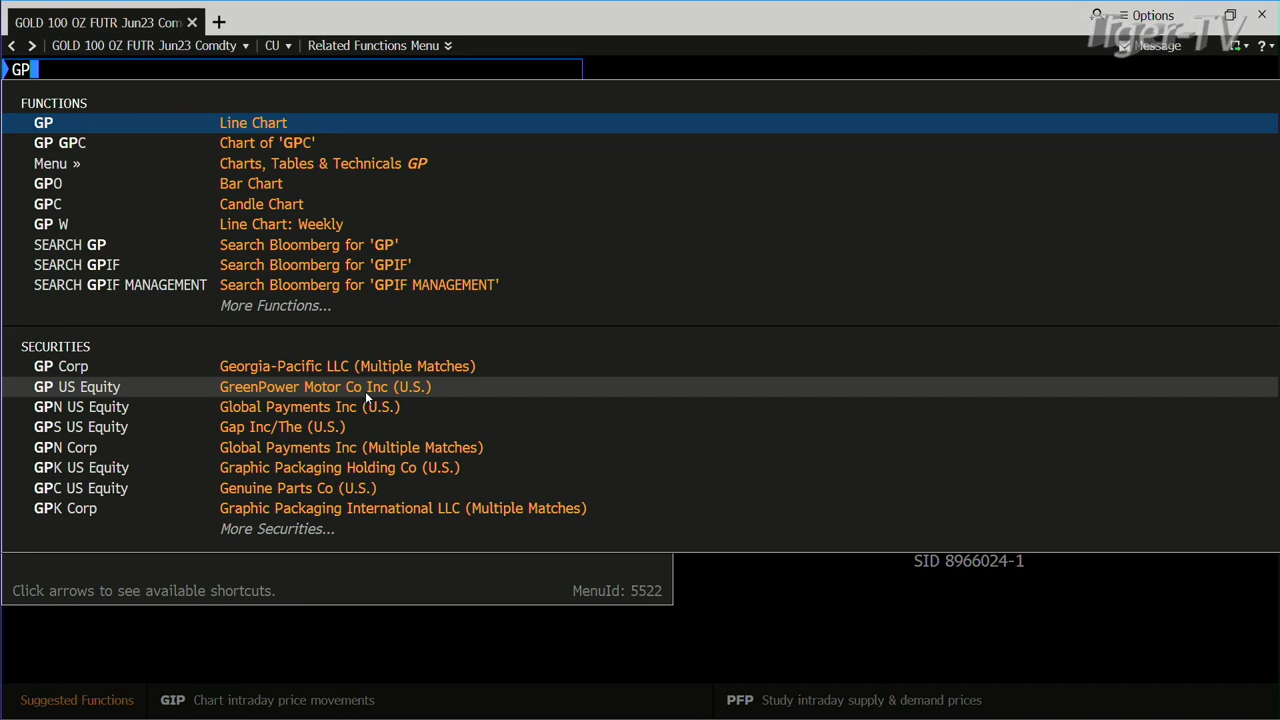 GOLD 100 OZ FUTR Jun23 Com
Options
Tiger-TV
GOLD 100 OZ FUTR Jun23 Comdty CU Related Functions Menu Message
GP
FUNCTIONS
GP Line Chart
GP GPC Chart of 'GPC'
Menu » Charts, Tables & Technicals GP
GPO Bar Chart
GPC Candle Chart
GP W Line Chart: Weekly
SEARCH GP Search Bloomberg for 'GP'
SEARCH GPIF Search Bloomberg for 'GPIF'
SEARCH GPIF MANAGEMENT Search Bloomberg for 'GPIF MANAGEMENT'
More Functions...
SECURITIES
GP Corp Georgia-Pacific LLC (Multiple Matches)
GP US Equity GreenPower Motor Co Inc (U.S.)
GPN US Equity Global Payments Inc (U.S.)
GPS US Equity Gap Inc/The (U.S.)
GPN Corp Global Payments Inc (Multiple Matches)
GPK US Equity Graphic Packaging Holding Co (U.S.)
GPC US Equity Genuine Parts Co (U.S.)
GPK Corp Graphic Packaging International LLC (Multiple Matches)
More Securities...
SID 8966024-1
Click arrows to see available shortcuts. MenuId: 5522
Suggested Functions GIP Chart intraday price movements PFP Study intraday supply & demand prices